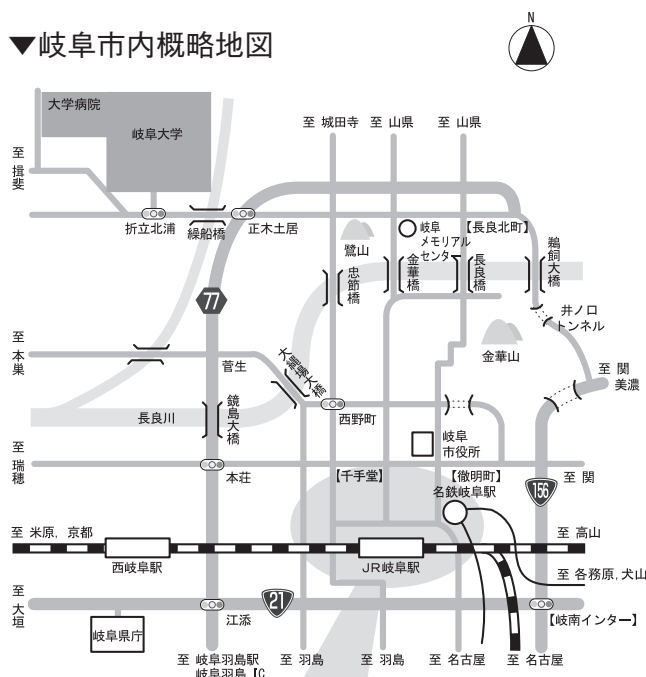 ▼岐阜市内概略地図
N
大学病院
岐阜大学
至 揖斐
至 城田寺
至 山県
至 山県
折立北浦
繰船橋
正木土居
鷺山
岐阜
メモリアル
センター
【長良北町】
忠節橋
金華橋
長良橋
鵜飼大橋
77
井ノ口
トンネル
至 本巣
菅生
大縄場大橋
金華山
至 関
美濃
長良川
鏡島大橋
西野町
岐阜
市役所
至 瑞穂
本荘
【千手堂】
【徹明町】
名鉄岐阜駅
至 関
156
至 米原，京都
至 高山
西岐阜駅
JR岐阜駅
至 各務原，犬山
至 大垣
21
岐阜県庁
江添
【岐南インター】
至 岐阜羽島駅
岐阜羽島IC
至 羽島
至 羽島
至 名古屋
至 名古屋